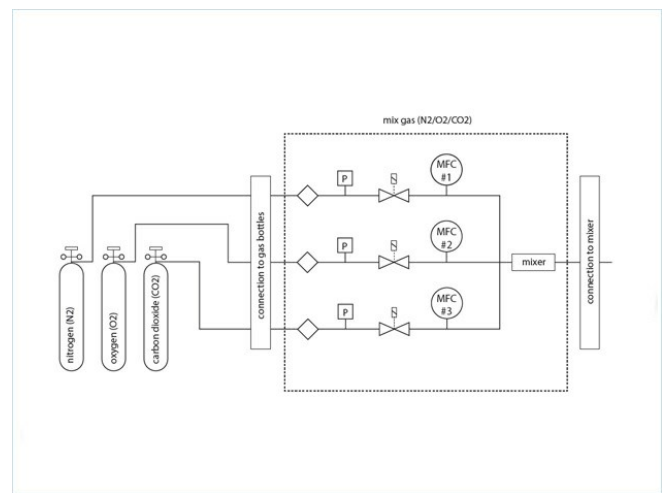 mix gas (N2/O2/CO2)
MFC
#1
P
connection to gas bottles
MFC
#2
P
mixer
connection to mixer
MFC
#3
P
nitrogen (N2)
oxygen (O2)
carbon dioxide (CO2)